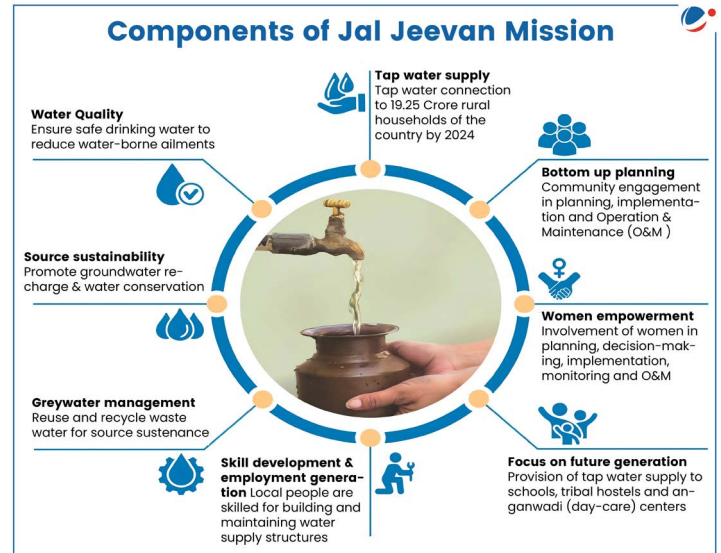 Components of Jal Jeevan Mission
Tap water supply
Tap water connection
to 19.25 Crore rural
households of the
country by 2024
Bottom up planning
Community engagement
in planning, implementa-
tion and Operation &
Maintenance (O&M )
Women empowerment
Involvement of women in
planning, decision-mak-
ing, implementation,
monitoring and O&M
Focus on future generation
Provision of tap water supply to
schools, tribal hostels and an-
ganwadi (day-care) centers
Skill development &
employment genera-
tion Local people are
skilled for building and
maintaining water
supply structures
Greywater management
Reuse and recycle waste
water for source sustenance
Source sustainability
Promote groundwater re-
charge & water conservation
Water Quality
Ensure safe drinking water to
reduce water-borne ailments